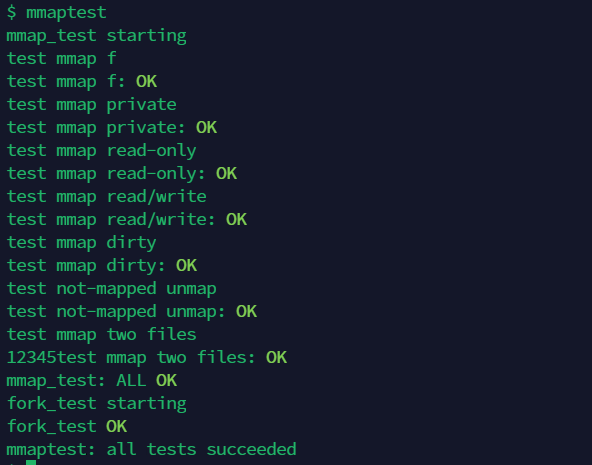 $ mmaptest
mmap_test starting
test mmap f
test mmap f: OK
test mmap private
test mmap private: OK
test mmap read-only
test mmap read-only: OK
test mmap read/write
test mmap read/write: OK
test mmap dirty
test mmap dirty: OK
test not-mapped unmap
test not-mapped unmap: OK
test mmap two files
12345test mmap two files: OK
mmap_test: ALL OK
fork_test starting
fork_test OK
mmaptest: all tests succeeded
$